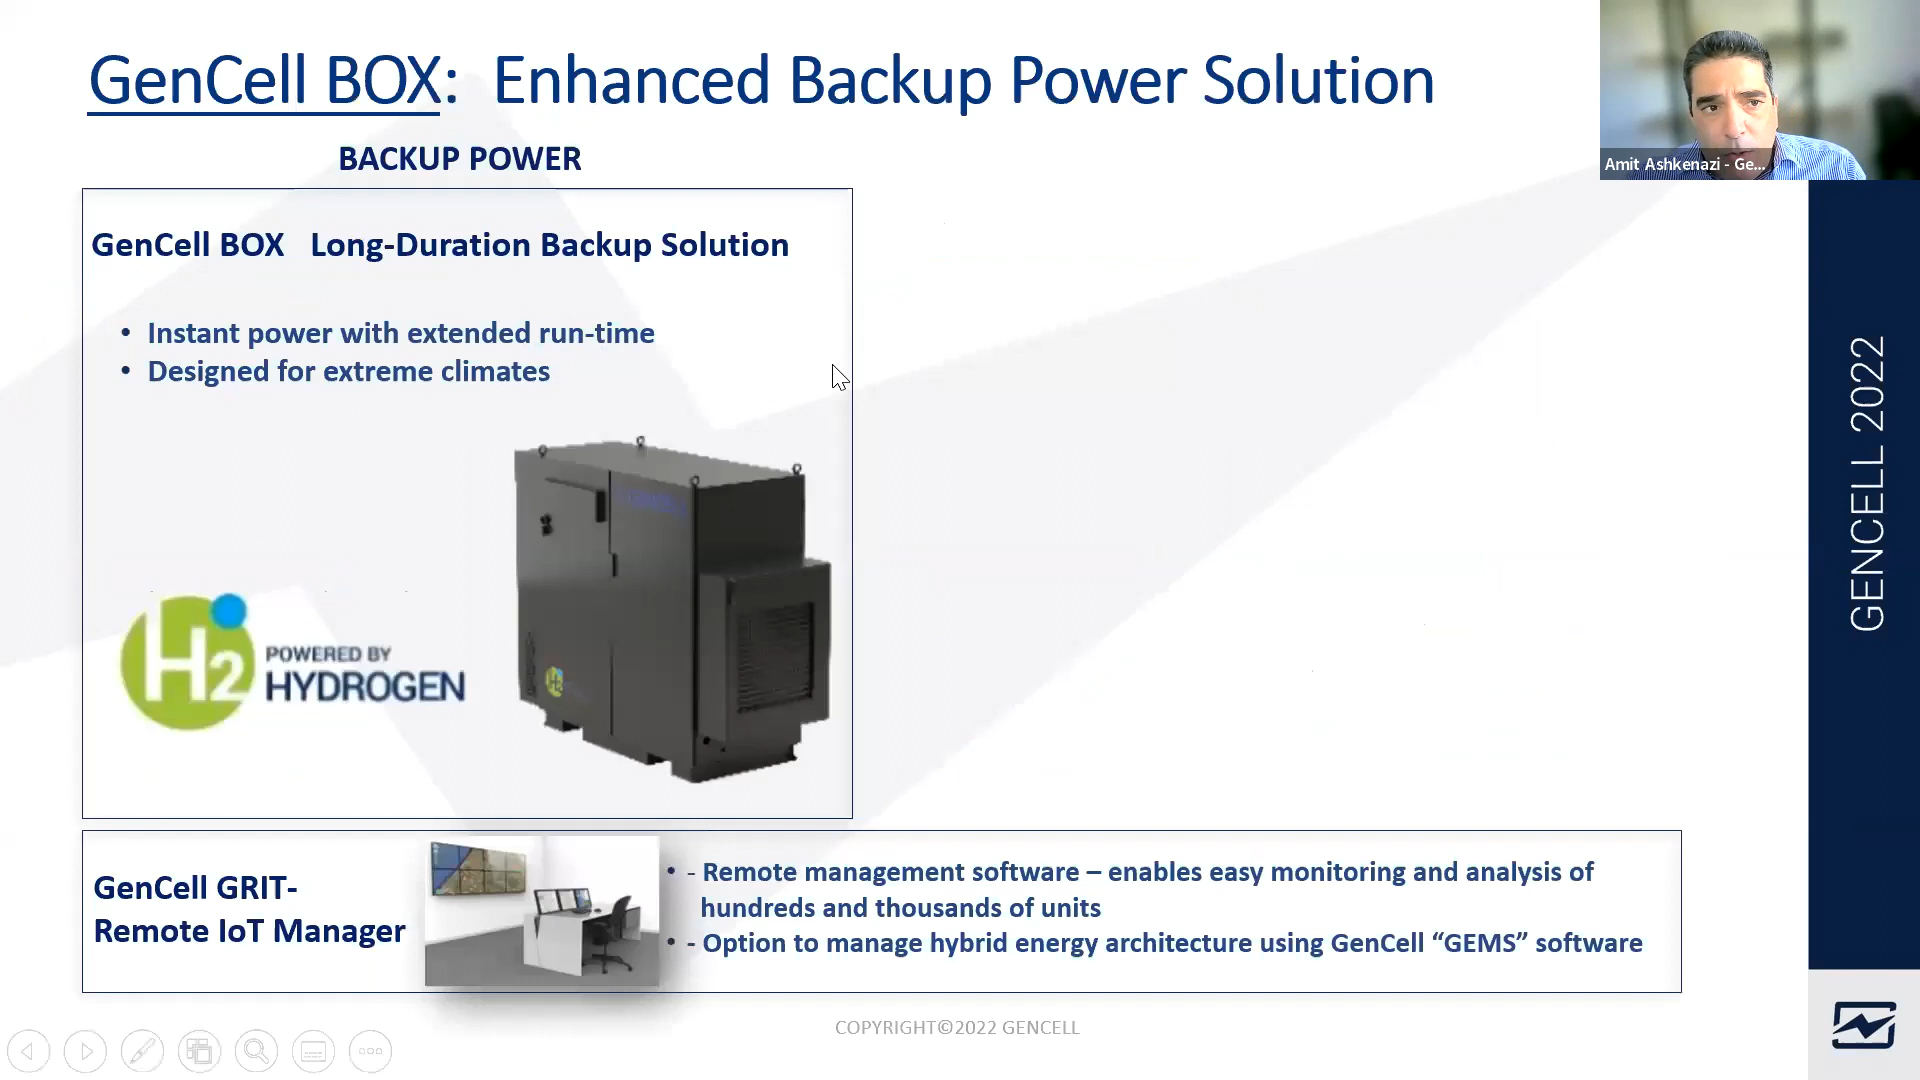 GenCell BOX: Enhanced Backup Power Solution
Amit Ashkenazi - Ge...
BACKUP POWER
GenCell BOX Long-Duration Backup Solution
• Instant power with extended run-time
• Designed for extreme climates
H2
POWERED BY
HYDROGEN
GENCELL 2022
GenCell GRIT-
Remote IoT Manager
• - Remote management software – enables easy monitoring and analysis of
hundreds and thousands of units
• - Option to manage hybrid energy architecture using GenCell “GEMS” software
COPYRIGHT©2022 GENCELL